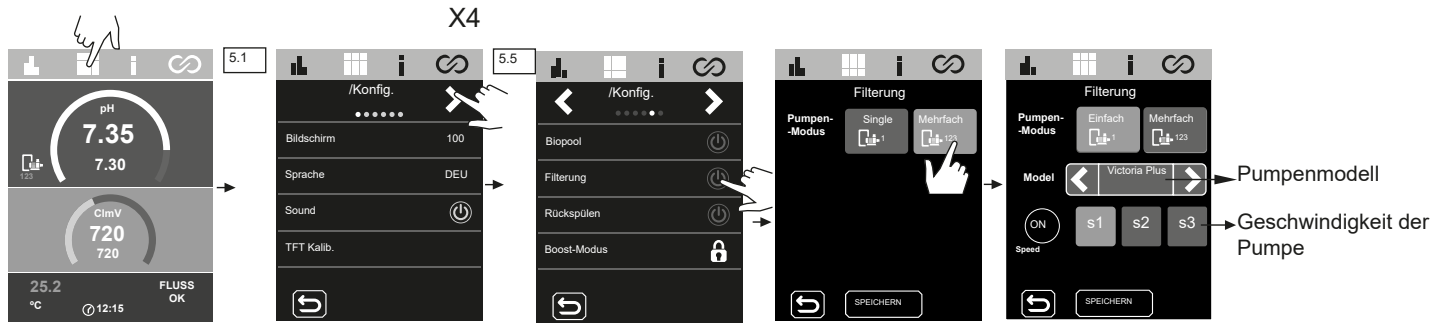 X4
5.1
5.5
pH
7.35
7.30
123
ClmV
720
720
25.2
ºC
12:15
FLUSS
OK
/Konfig.
Bildschirm 100
Sprache DEU
Sound
TFT Kalib.
/Konfig.
Biopool
Filterung
Rückspülen
Boost-Modus
Filterung
Pumpen-
-Modus
Single
1
Mehrfach
123
SPEICHERN
Filterung
Pumpen-
-Modus
Einfach
1
Mehrfach
123
Model
Victoria Plus
ON
Speed
s1 s2 s3
SPEICHERN
Pumpenmodell
Geschwindigkeit der
Pumpe